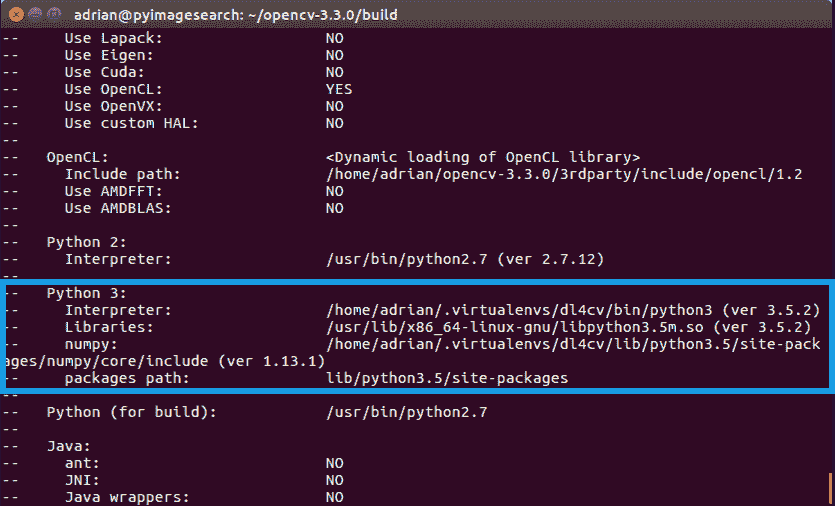 adrian@pyimagesearch: ~/opencv-3.3.0/build
--     Use Lapack:                  NO
--     Use Eigen:                   NO
--     Use Cuda:                    NO
--     Use OpenCL:                  YES
--     Use OpenVX:                  NO
--     Use custom HAL:              NO
--
--   OpenCL:                        <Dynamic loading of OpenCL library>
--     Include path:                /home/adrian/opencv-3.3.0/3rdparty/include/opencl/1.2
--     Use AMDFFT:                  NO
--     Use AMDBLAS:                 NO
--
--   Python 2:
--     Interpreter:                 /usr/bin/python2.7 (ver 2.7.12)
--
--   Python 3:
--     Interpreter:                 /home/adrian/.virtualenvs/dl4cv/bin/python3 (ver 3.5.2)
--     Libraries:                   /usr/lib/x86_64-linux-gnu/libpython3.5m.so (ver 3.5.2)
--     numpy:                       /home/adrian/.virtualenvs/dl4cv/lib/python3.5/site-pack
ages/numpy/core/include (ver 1.13.1)
--     packages path:               lib/python3.5/site-packages
--
--   Python (for build):            /usr/bin/python2.7
--
--   Java:
--     ant:                         NO
--     JNI:                         NO
--     Java wrappers:               NO